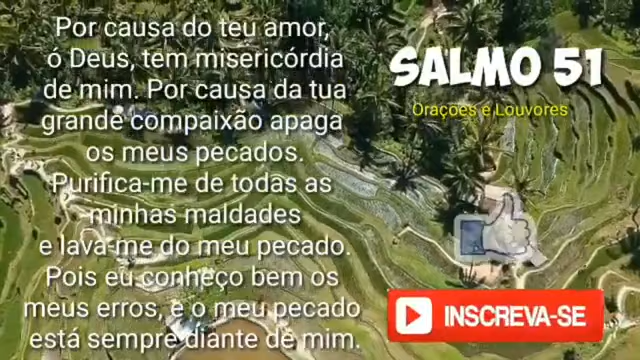 Por causa do teu amor,
ó Deus, tem misericórdia
de mim. Por causa da tua
grande compaixão apaga
os meus pecados.
Purifica-me de todas as
minhas maldades
e lava-me do meu pecado.
Pois eu conheço bem os
meus erros, e o meu pecado
está sempre diante de mim.
SALMO 51
Orações e Louvores
INSCREVA-SE